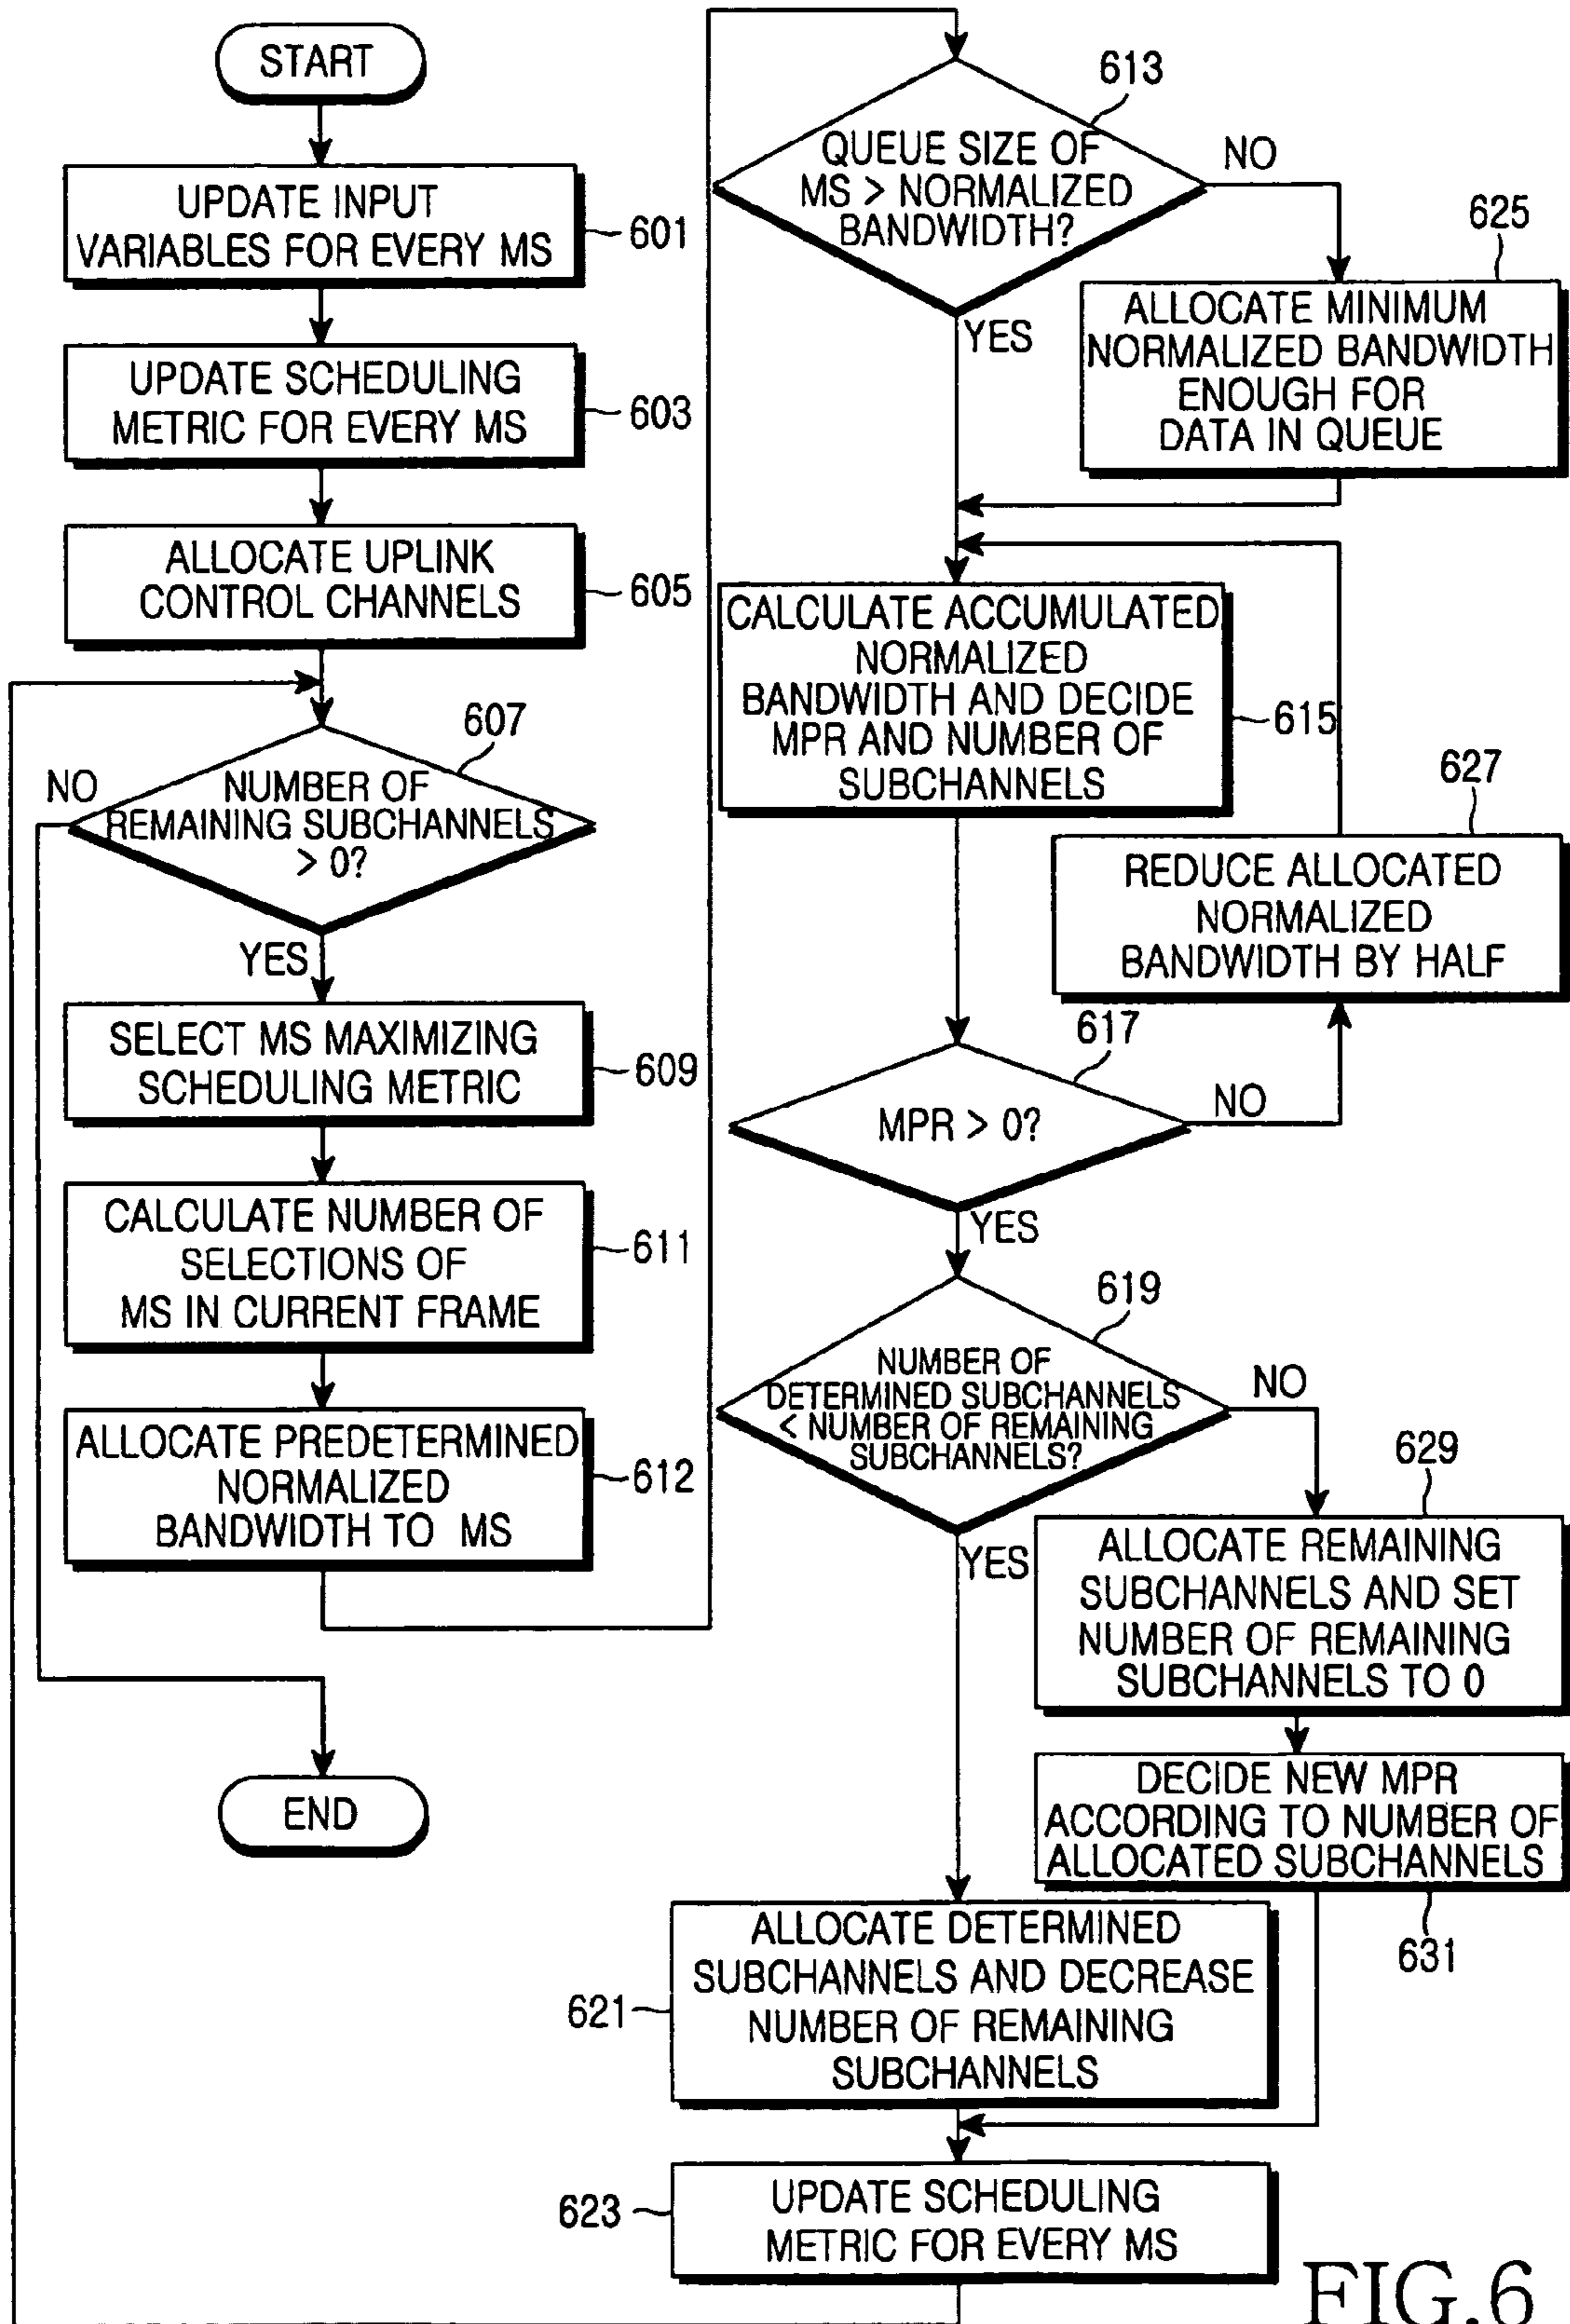 START
UPDATE INPUT
VARIABLES FOR EVERY MS
601
UPDATE SCHEDULING
METRIC FOR EVERY MS
603
ALLOCATE UPLINK
CONTROL CHANNELS
605
607
NO
NUMBER OF
REMAINING SUBCHANNELS
> 0?
YES
SELECT MS MAXIMIZING
SCHEDULING METRIC
609
CALCULATE NUMBER OF
SELECTIONS OF
MS IN CURRENT FRAME
611
ALLOCATE PREDETERMINED
NORMALIZED
BANDWIDTH TO MS
612
END
613
QUEUE SIZE OF
MS > NORMALIZED
BANDWIDTH?
NO
YES
625
ALLOCATE MINIMUM
NORMALIZED BANDWIDTH
ENOUGH FOR
DATA IN QUEUE
CALCULATE ACCUMULATED
NORMALIZED
BANDWIDTH AND DECIDE
MPR AND NUMBER OF
SUBCHANNELS
615
627
REDUCE ALLOCATED
NORMALIZED
BANDWIDTH BY HALF
617
MPR > 0?
NO
YES
619
NUMBER OF
DETERMINED SUBCHANNELS
< NUMBER OF REMAINING
SUBCHANNELS?
NO
YES
629
ALLOCATE REMAINING
SUBCHANNELS AND SET
NUMBER OF REMAINING
SUBCHANNELS TO 0
DECIDE NEW MPR
ACCORDING TO NUMBER OF
ALLOCATED SUBCHANNELS
631
ALLOCATE DETERMINED
SUBCHANNELS AND DECREASE
NUMBER OF REMAINING
SUBCHANNELS
621
UPDATE SCHEDULING
METRIC FOR EVERY MS
623
FIG.6